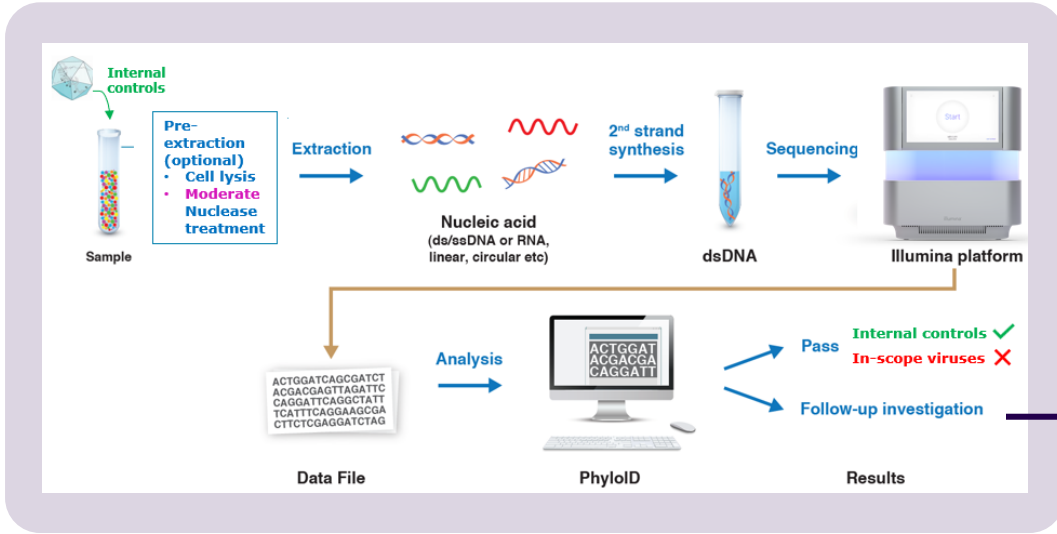 Internal
controls
Pre-
extraction
(optional)
• Cell lysis
• Moderate
Nuclease
treatment
Sample
Extraction
Nucleic acid
(ds/ssDNA or RNA,
linear, circular etc)
2nd strand
synthesis
dsDNA
Sequencing
Start
Illumina platform
ACTGGATCAGCGATCT
ACGACGAGTTAGATTC
CAGGATTCAGGCTATT
TCATTTCAGGAAGCGA
CTTCTCGAGGATCTAG
Data File
Analysis
ACTGGAT
ACGACGA
CAGGATT
PhyloID
Pass
Internal controls ✓
In-scope viruses ✕
Follow-up investigation
Results